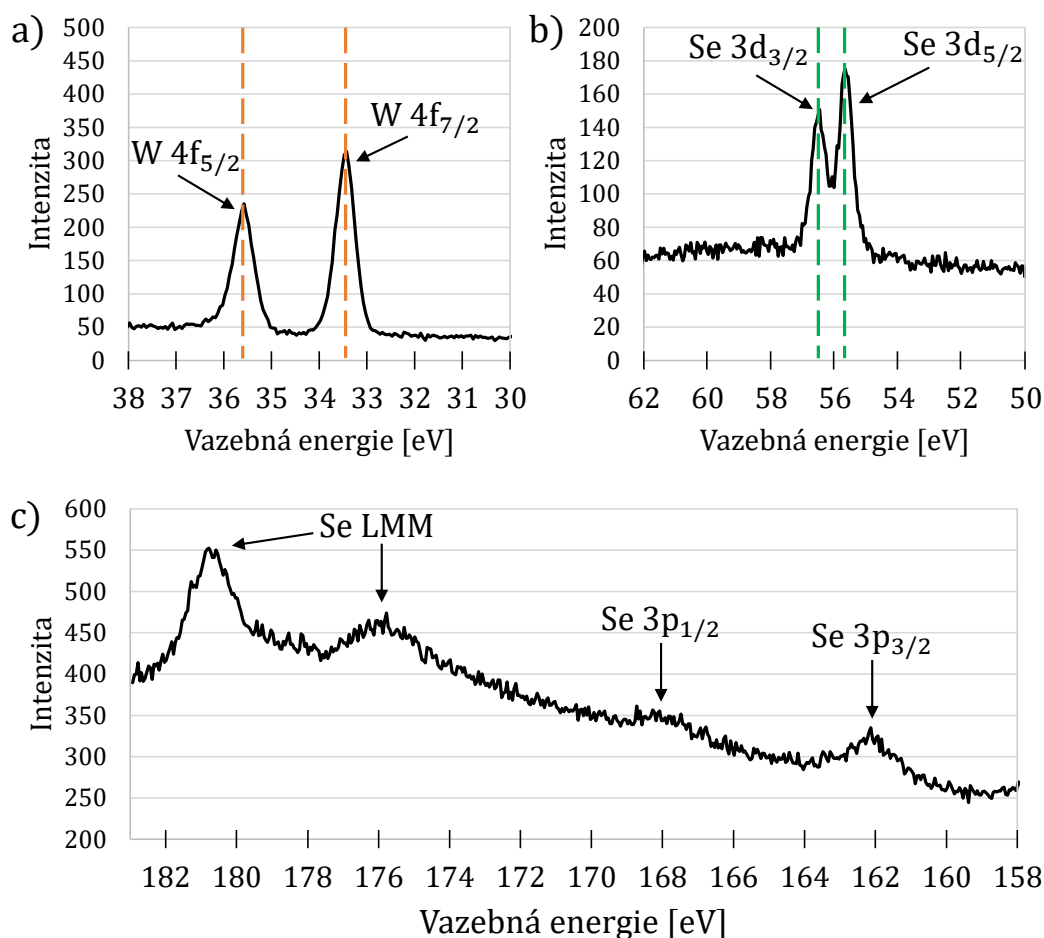 a)
500
450
400
350
300
250
200
150
100
50
0
Intenzita
W 4f5/2
W 4f7/2
38 37 36 35 34 33 32 31 30
Vazebná energie [eV]
b)
200
180
160
140
120
100
80
60
40
20
0
Intenzita
Se 3d3/2
Se 3d5/2
62 60 58 56 54 52 50
Vazebná energie [eV]
c)
600
550
500
450
400
350
300
250
200
Intenzita
Se LMM
Se 3p1/2
Se 3p3/2
182 180 178 176 174 172 170 168 166 164 162 160 158
Vazebná energie [eV]